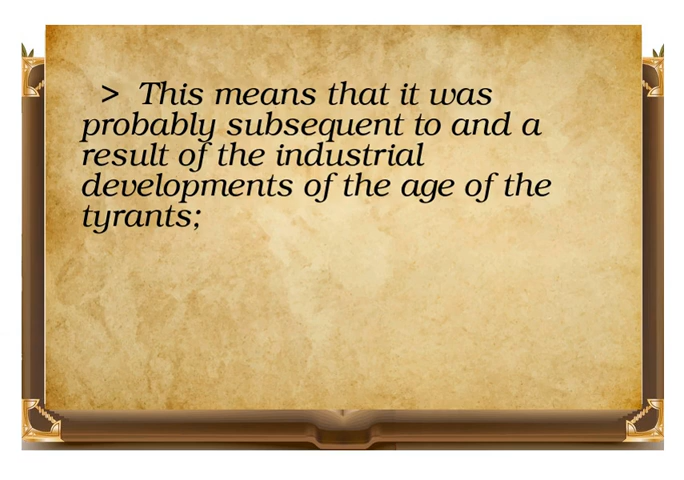 > This means that it was
probably subsequent to and a
result of the industrial
developments of the age of the
tyrants;